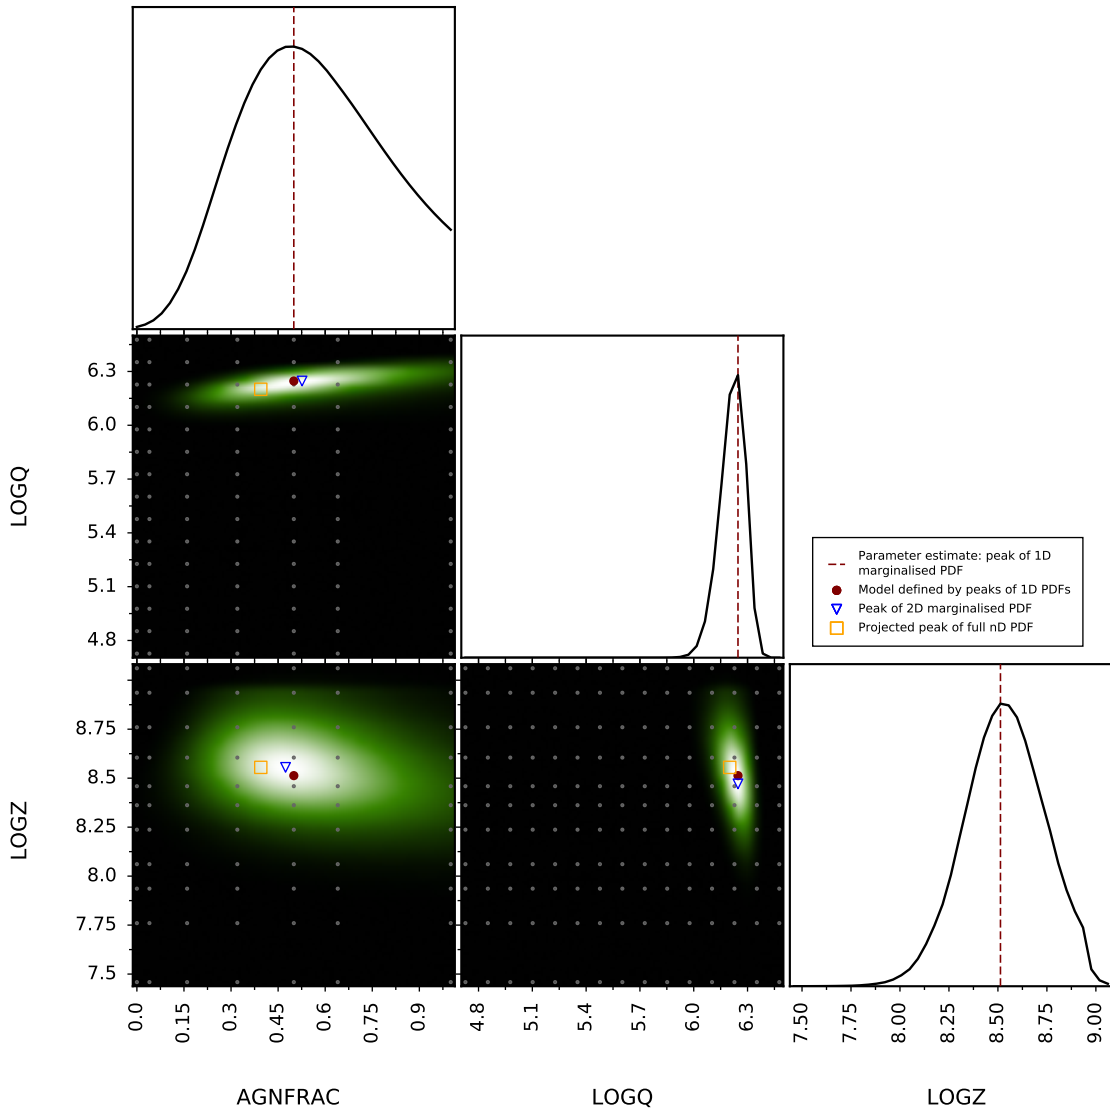 6.3
6.0
5.7
5.4
5.1
4.8
LOGQ
Parameter estimate: peak of 1D
marginalised PDF
Model defined by peaks of 1D PDFs
Peak of 2D marginalised PDF
Projected peak of full nD PDF
8.75
8.5
8.25
8.0
7.75
7.5
LOGZ
0.0 0.15 0.3 0.45 0.6 0.75 0.9
4.8 5.1 5.4 5.7 6.0 6.3
7.50 7.75 8.00 8.25 8.50 8.75 9.00
AGNFRAC LOGQ LOGZ